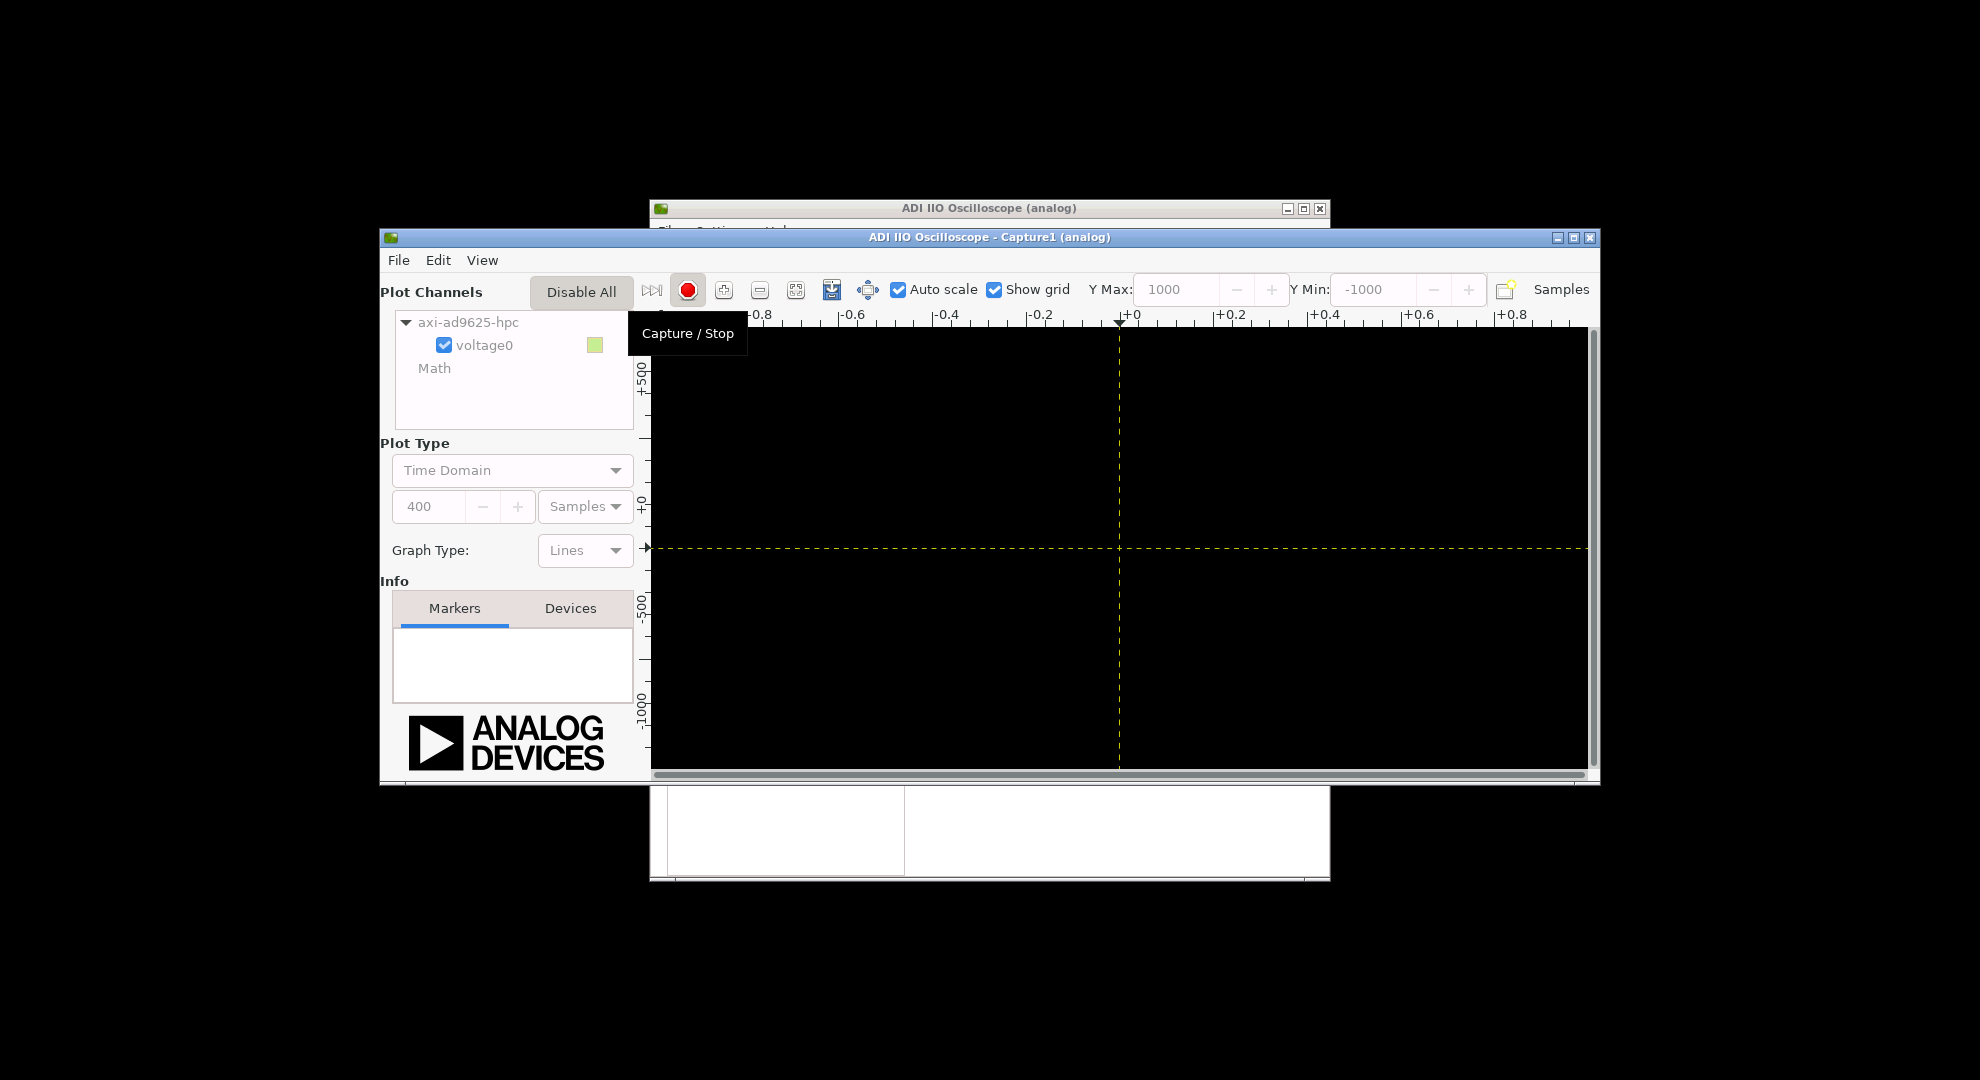 ADI IIO Oscilloscope (analog)
ADI IIO Oscilloscope - Capture1 (analog)
File Edit View
Plot Channels
Disable All
Auto scale
Show grid
Y Max: 1000
Y Min: -1000
Samples
-0.8 -0.6 -0.4 -0.2 +0 +0.2 +0.4 +0.6 +0.8
axi-ad9625-hpc
Capture / Stop
voltage0
Math
+500
+0
-500
-1000
Plot Type
Time Domain
400
Samples
Graph Type: Lines
Info
Markers Devices
ANALOG
DEVICES